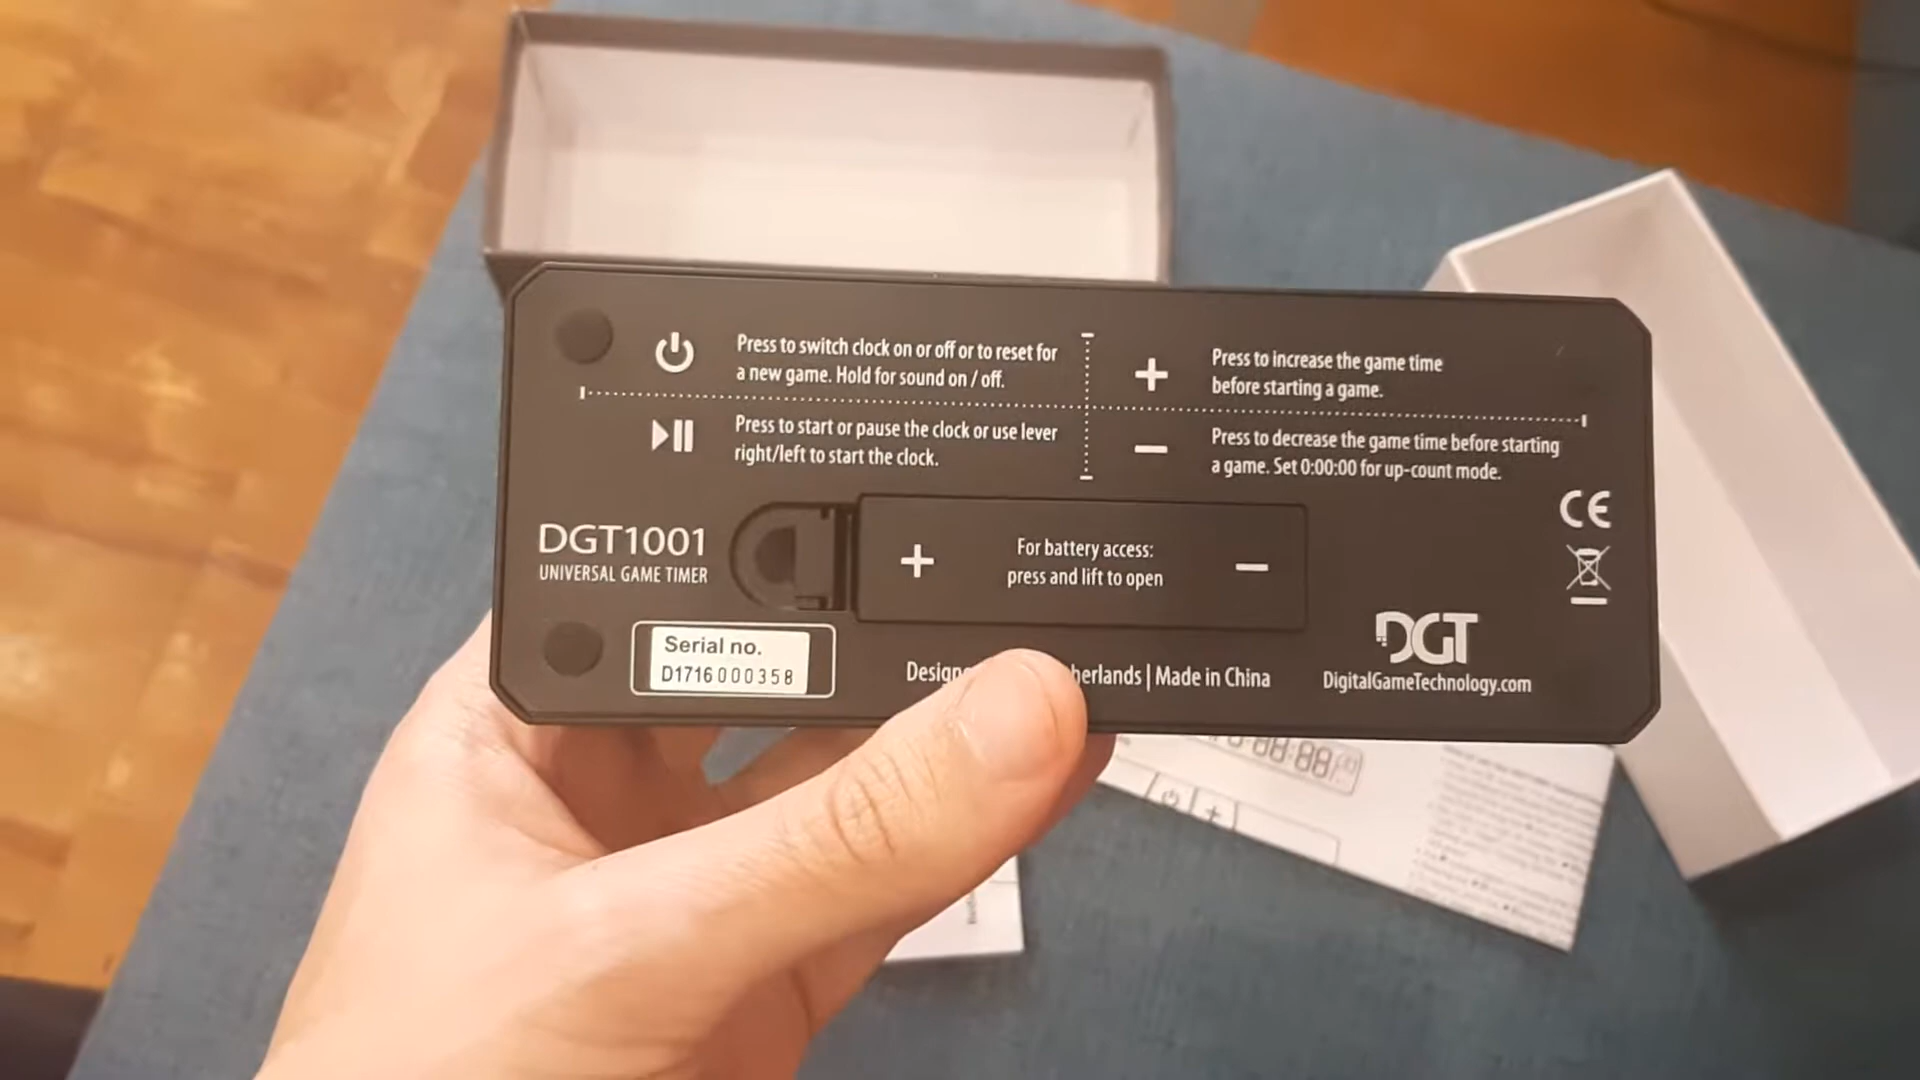 Press to switch clock on or off or to reset for
a new game. Hold for sound on / off.
Press to start or pause the clock or use lever
right/left to start the clock.
+
Press to increase the game time
before starting a game.
−
Press to decrease the game time before starting
a game. Set 0:00:00 for up-count mode.
CE
DGT1001
UNIVERSAL GAME TIMER
+
For battery access:
press and lift to open
−
Serial no.
D1716000358
| Made in China
DGT
DigitalGameTechnology.com